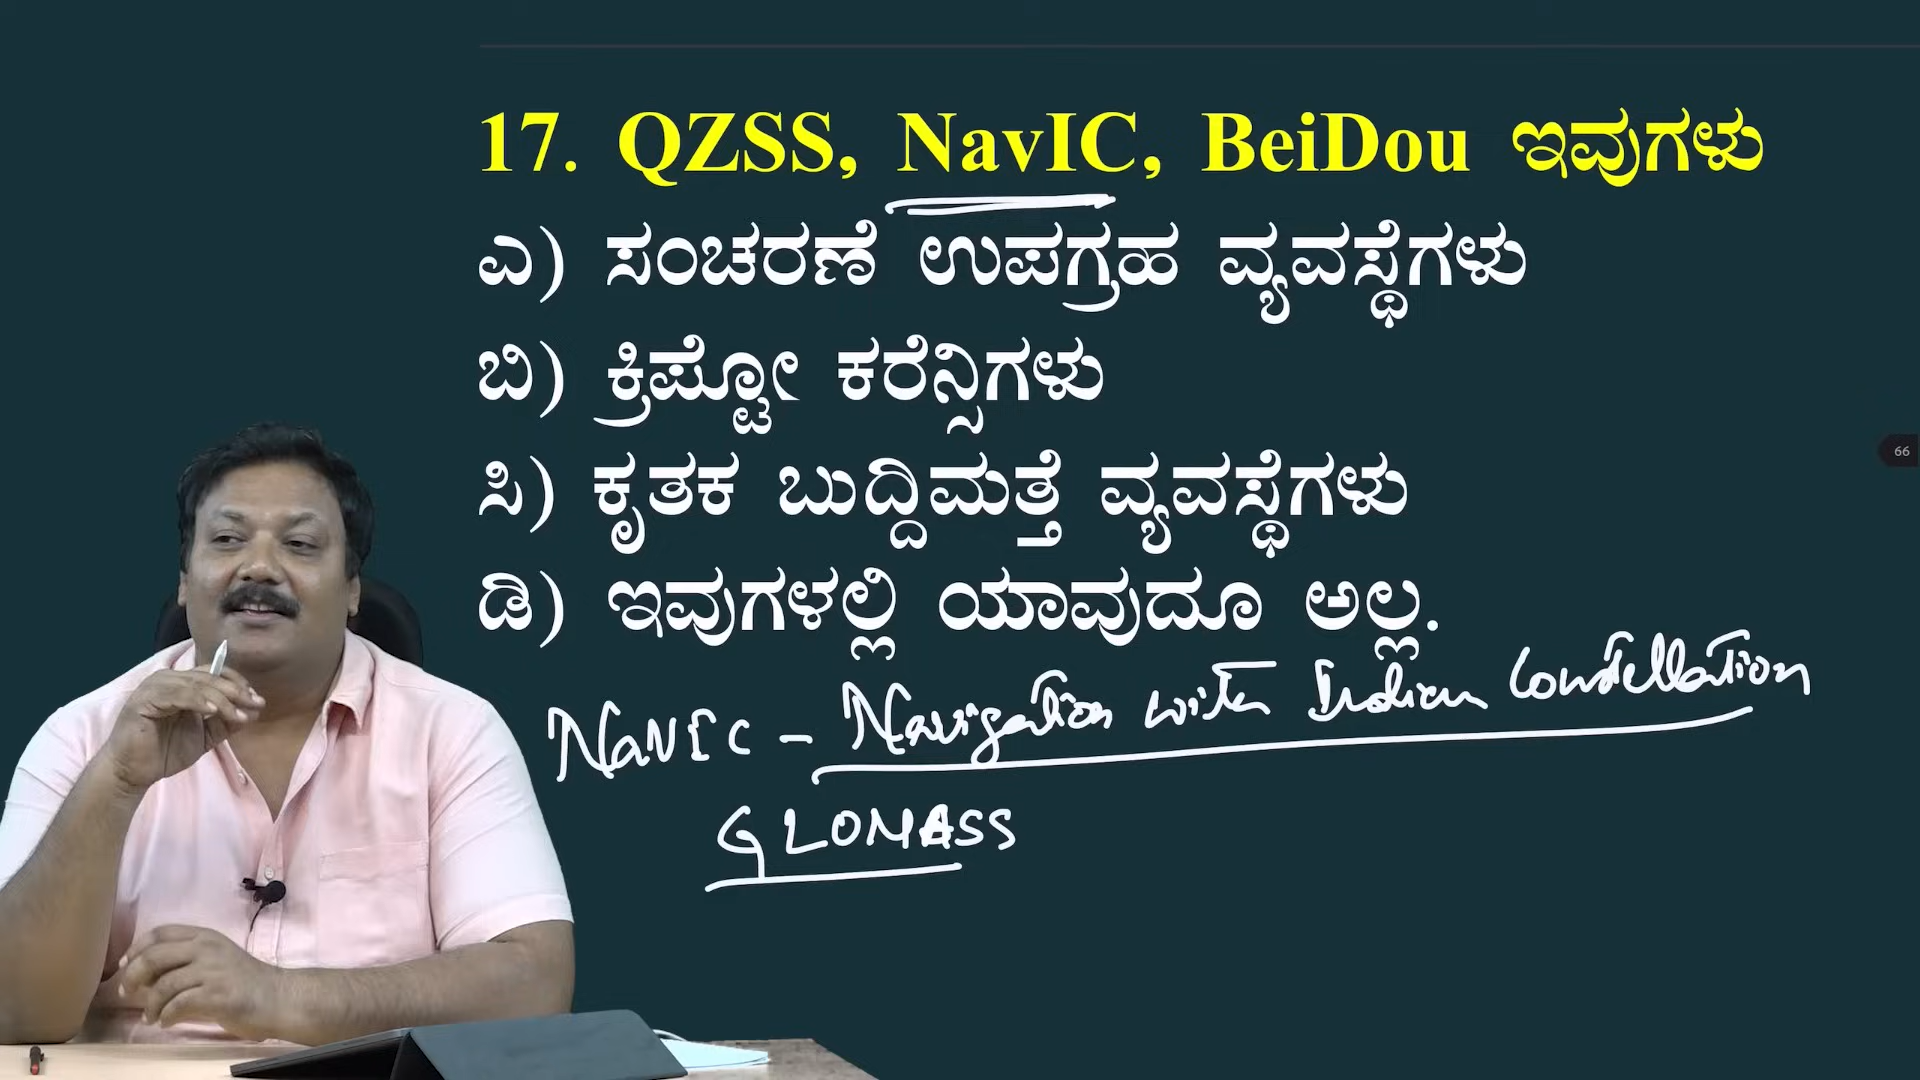 17. QZSS, NavIC, BeiDou ಇವುಗಳು
ಎ) ಸಂಚರಣೆ ಉಪಗ್ರಹ ವ್ಯವಸ್ಥೆಗಳು
ಬಿ) ಕ್ರಿಪ್ಟೋ ಕರೆನ್ಸಿಗಳು
ಸಿ) ಕೃತಕ ಬುದ್ದಿಮತ್ತೆ ವ್ಯವಸ್ಥೆಗಳು
ಡಿ) ಇವುಗಳಲ್ಲಿ ಯಾವುದೂ ಅಲ್ಲ.
NaVIC - Navigation with Indian Constellation
GLONASS
66